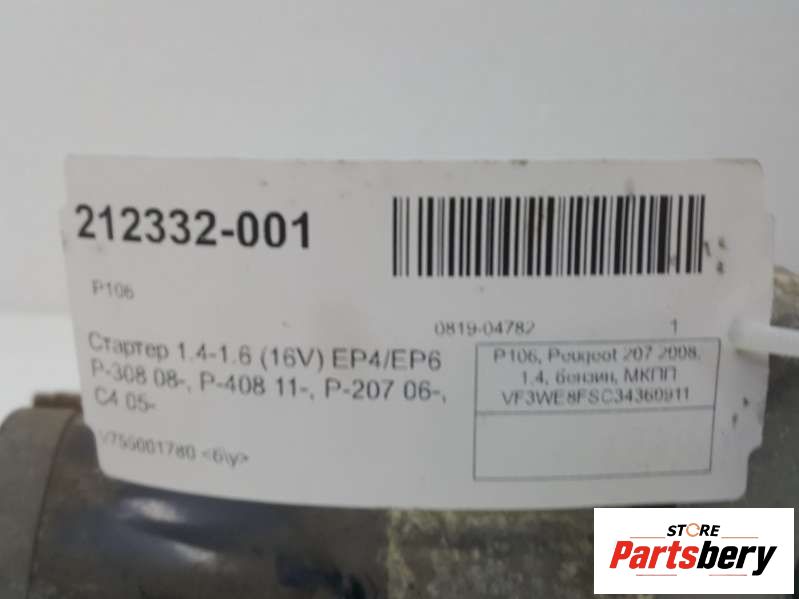 212332-001
P106
Стартер 1.4-1.6 (16V) EP4/EP6
P-308 08-, P-408 11-, P-207 06-,
C4 05-
V755001780 <б\у>
0819-04782 1
P106, Peugeot 207 2008,
1.4, бензин, МКПП
VF3WE8FSC34360911
STORE
Partsbery